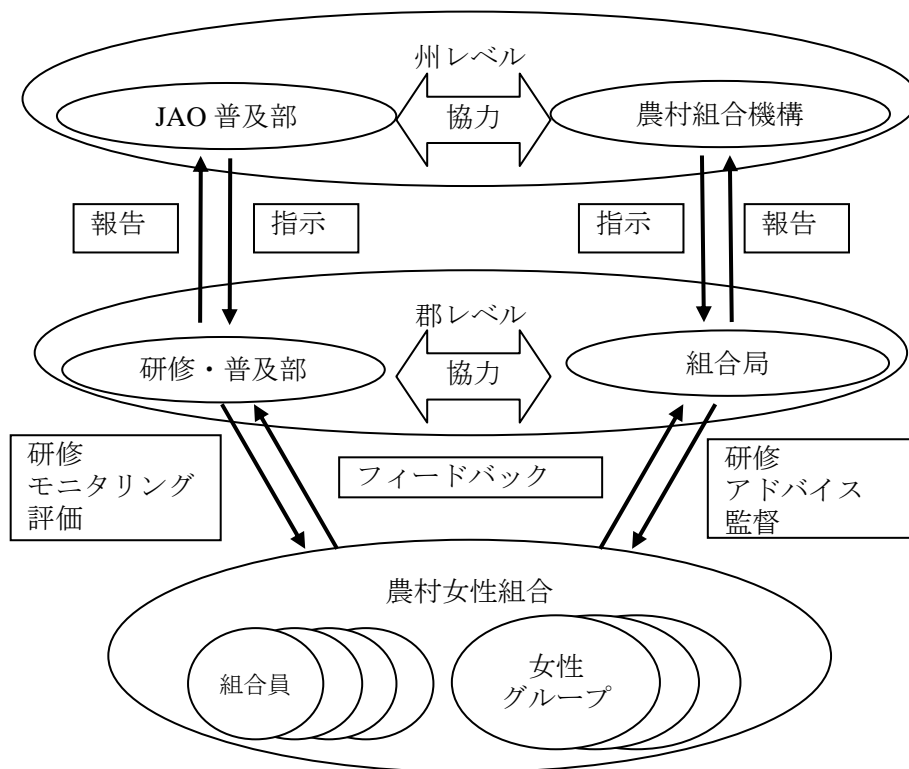 州レベル
JAO 普及部
協力
農村組合機構
報告
指示
指示
報告
郡レベル
研修・普及部
協力
組合局
研修
モニタリング
評価
フィードバック
研修
アドバイス
監督
農村女性組合
組合員
女性
グループ